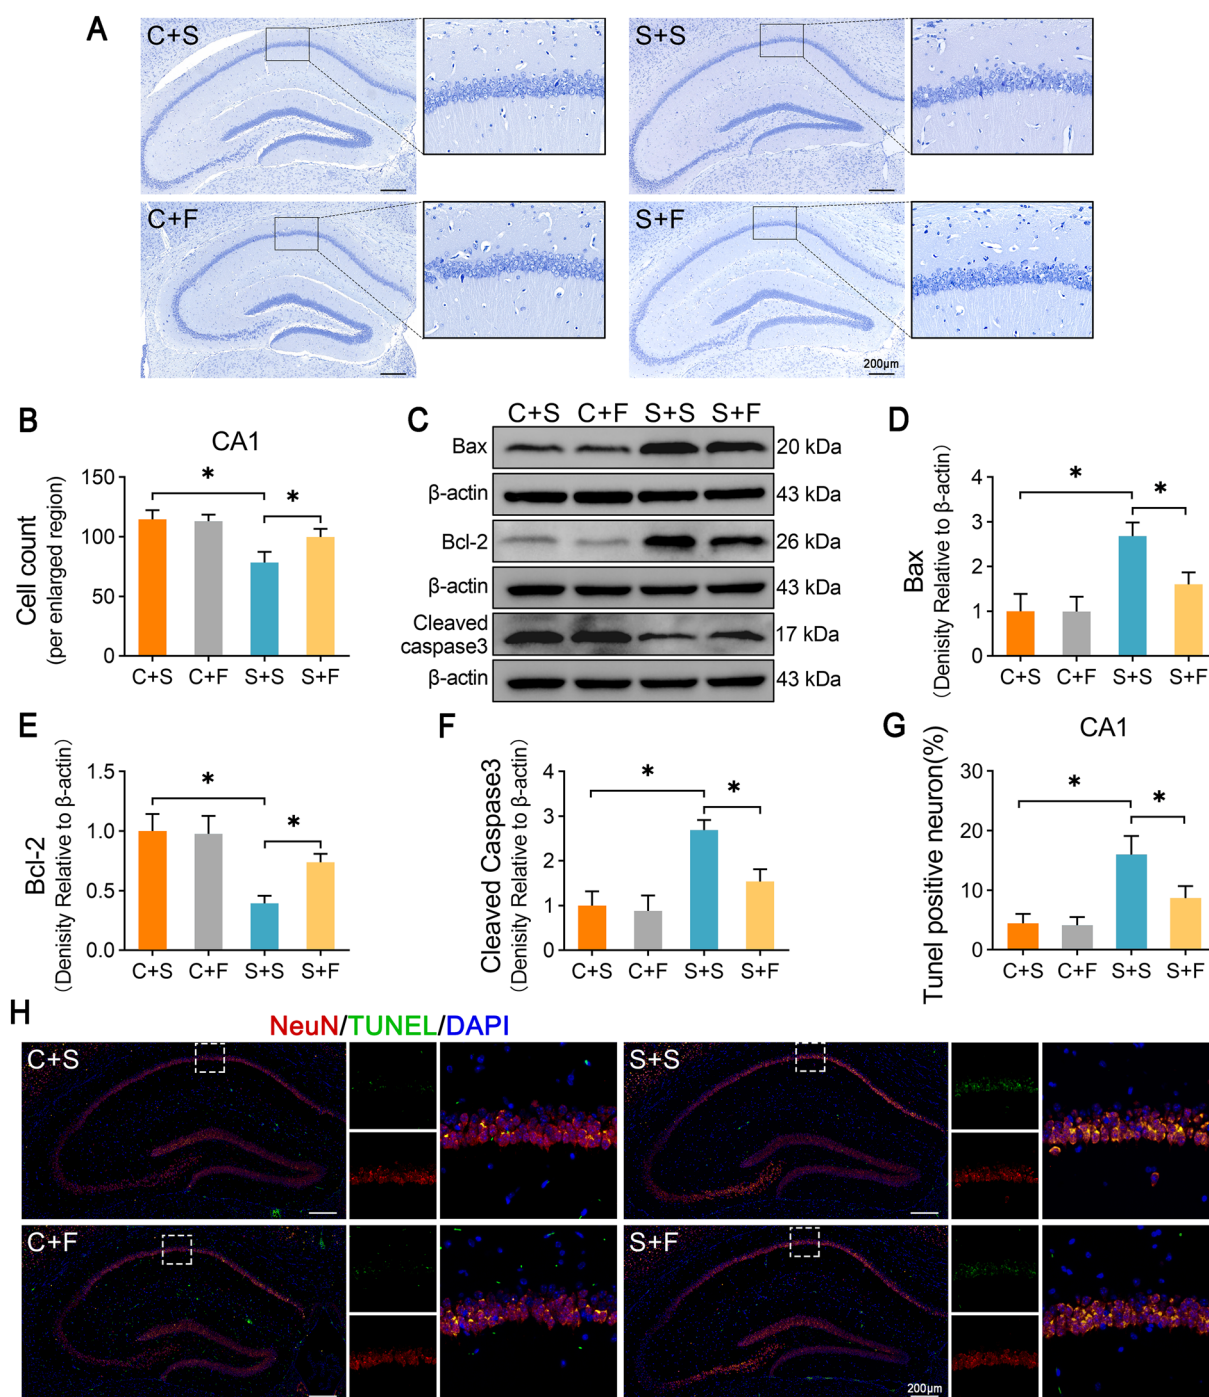 A
C+S
S+S
C+F
S+F
200μm
B
CA1
Cell count
(per enlarged region)
150
100
50
0
*
*
C+S
C+F
S+S
S+F
C
C+S C+F S+S S+F
Bax
20 kDa
β-actin
43 kDa
Bcl-2
26 kDa
β-actin
43 kDa
Cleaved
caspase3
17 kDa
β-actin
43 kDa
D
Bax
(Denisity Relative to β-actin)
4
3
2
1
0
*
*
C+S
C+F
S+S
S+F
E
Bcl-2
(Denisity Relative to β-actin)
1.5
1.0
0.5
0.0
*
*
C+S
C+F
S+S
S+F
F
Cleaved Caspase3
(Denisity Relative to β-actin)
4
3
2
1
0
*
*
C+S
C+F
S+S
S+F
G
CA1
Tunel positive neuron(%)
30
20
10
0
*
*
C+S
C+F
S+S
S+F
H
NeuN/TUNEL/DAPI
C+S
S+S
C+F
S+F
200μm